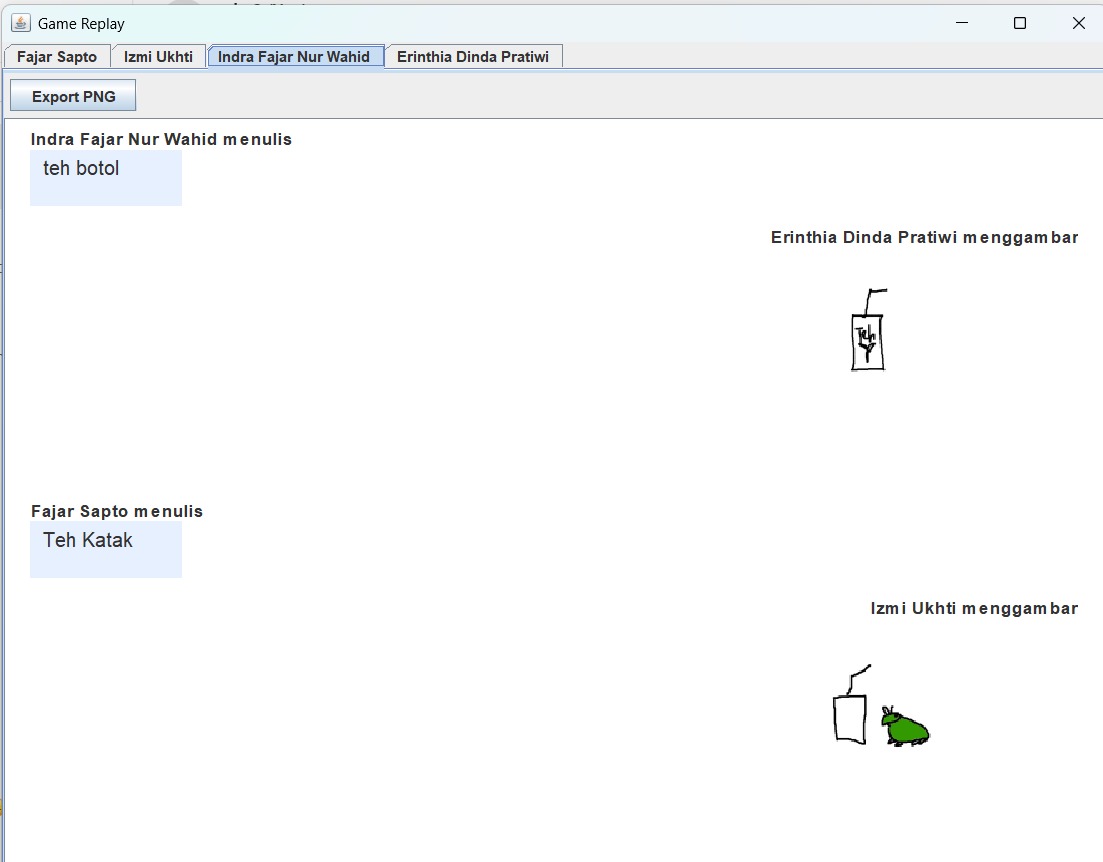 Game Replay
Fajar Sapto
Izmi Ukhti
Indra Fajar Nur Wahid
Erinthia Dinda Pratiwi
Export PNG
Indra Fajar Nur Wahid menulis
teh botol
Erinthia Dinda Pratiwi menggambar
Teh
Fajar Sapto menulis
Teh Katak
Izmi Ukhti menggambar